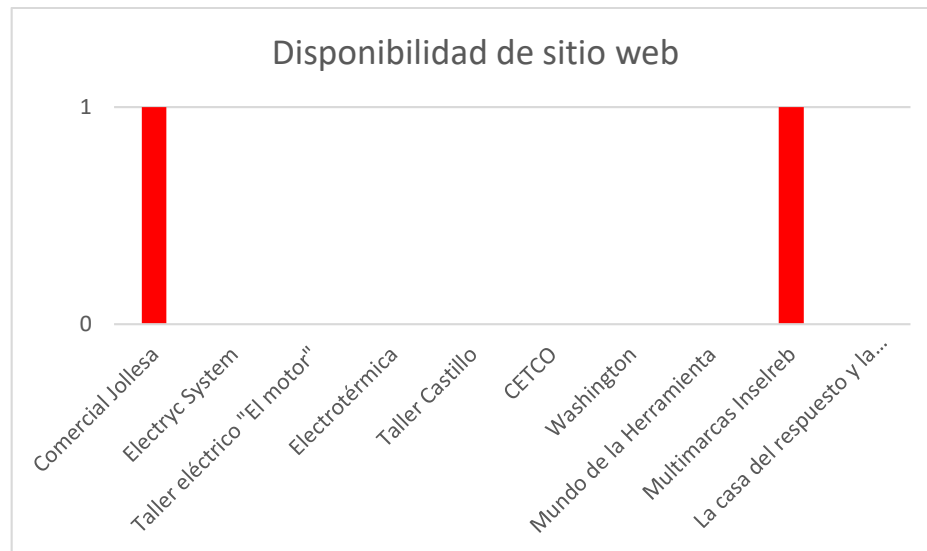 Disponibilidad de sitio web
1
0
Comercial Jollesa
Electryc System
Taller eléctrico "El motor"
Electrotérmica
Taller Castillo
CETCO
Washington
Mundo de la Herramienta
Multimarcas Inselreb
La casa del respuesto y la...